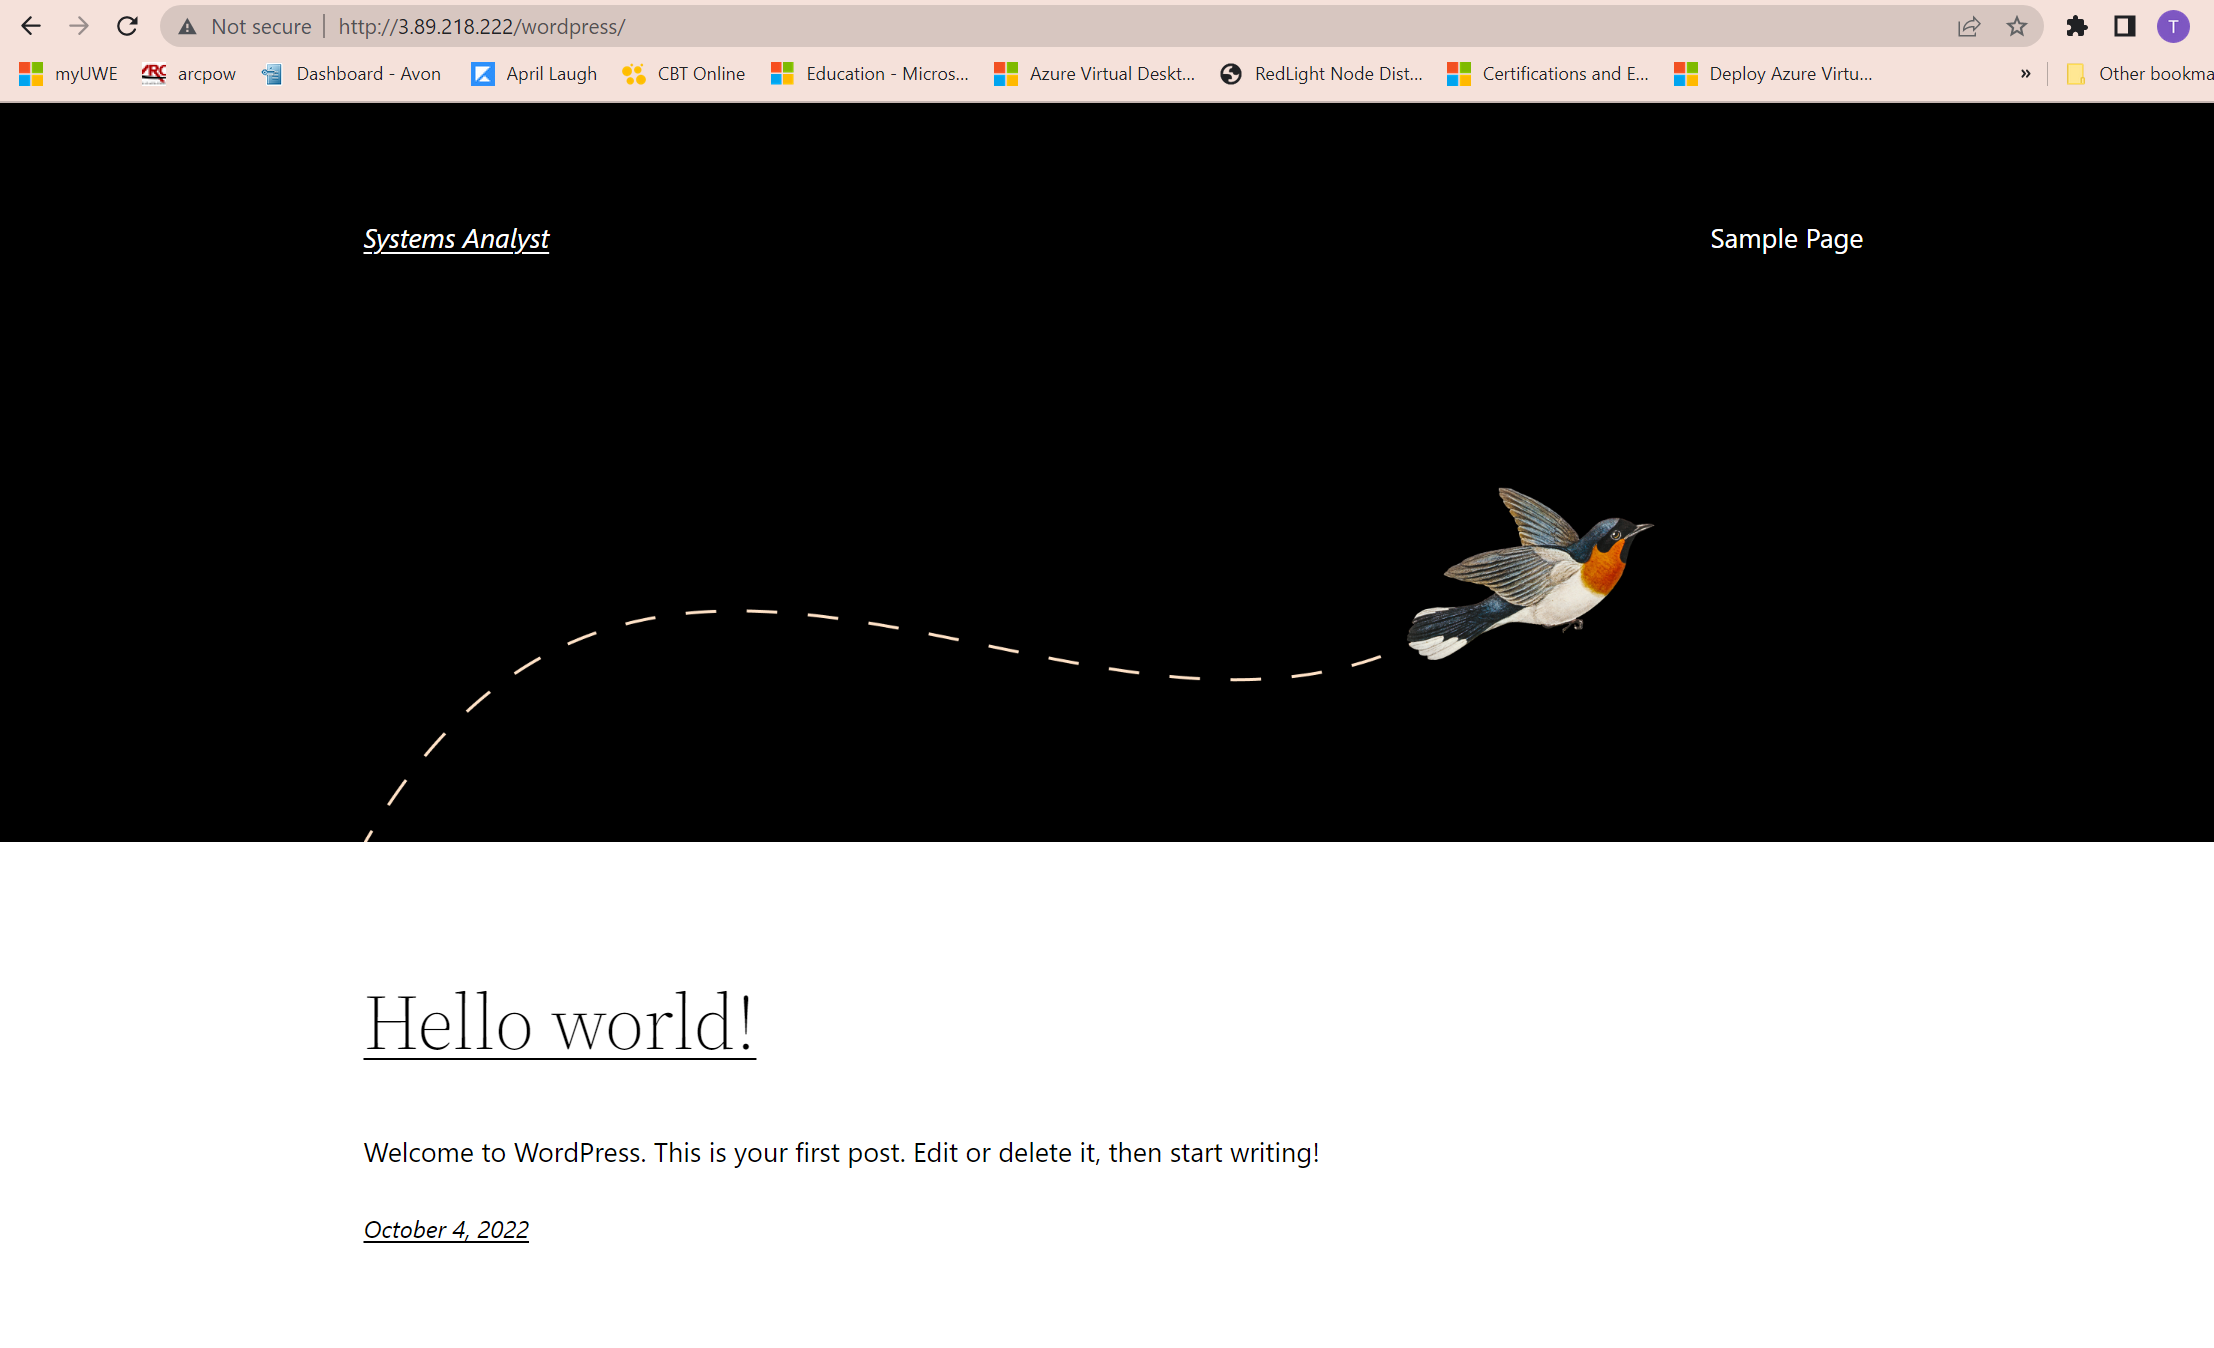 Not secure | http://3.89.218.222/wordpress/
T
myUWE arcpow Dashboard - Avon April Laugh CBT Online Education - Micros... Azure Virtual Deskt... RedLight Node Dist... Certifications and E... Deploy Azure Virtu... » Other bookma
Systems Analyst Sample Page
Hello world!
Welcome to WordPress. This is your first post. Edit or delete it, then start writing!
October 4, 2022